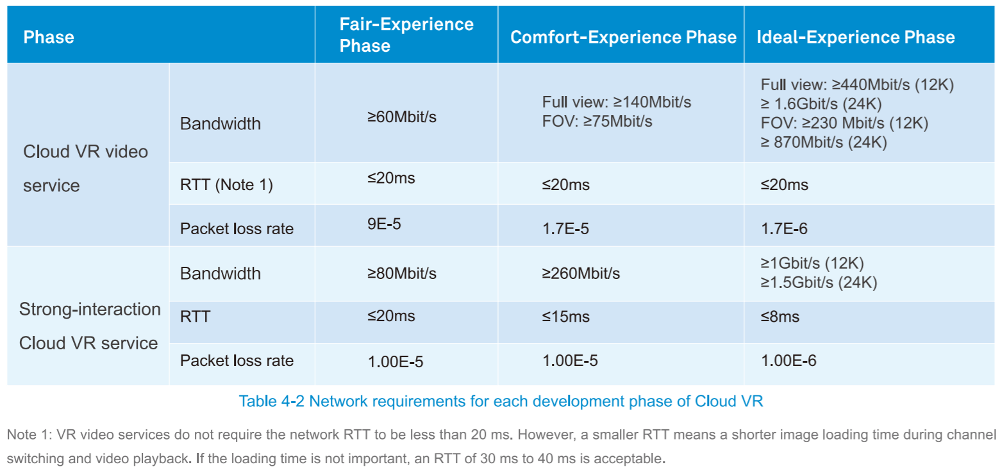 Phase
Fair-Experience
Phase
Comfort-Experience Phase
Ideal-Experience Phase
Cloud VR video
service
Bandwidth
≥60Mbit/s
Full view: ≥140Mbit/s
FOV: ≥75Mbit/s
Full view: ≥440Mbit/s (12K)
≥ 1.6Gbit/s (24K)
FOV: ≥230 Mbit/s (12K)
≥ 870Mbit/s (24K)
RTT (Note 1)
≤20ms
≤20ms
≤20ms
Packet loss rate
9E-5
1.7E-5
1.7E-6
Strong-interaction
Cloud VR service
Bandwidth
≥80Mbit/s
≥260Mbit/s
≥1Gbit/s (12K)
≥1.5Gbit/s (24K)
RTT
≤20ms
≤15ms
≤8ms
Packet loss rate
1.00E-5
1.00E-5
1.00E-6
Table 4-2 Network requirements for each development phase of Cloud VR
Note 1: VR video services do not require the network RTT to be less than 20 ms. However, a smaller RTT means a shorter image loading time during channel
switching and video playback. If the loading time is not important, an RTT of 30 ms to 40 ms is acceptable.